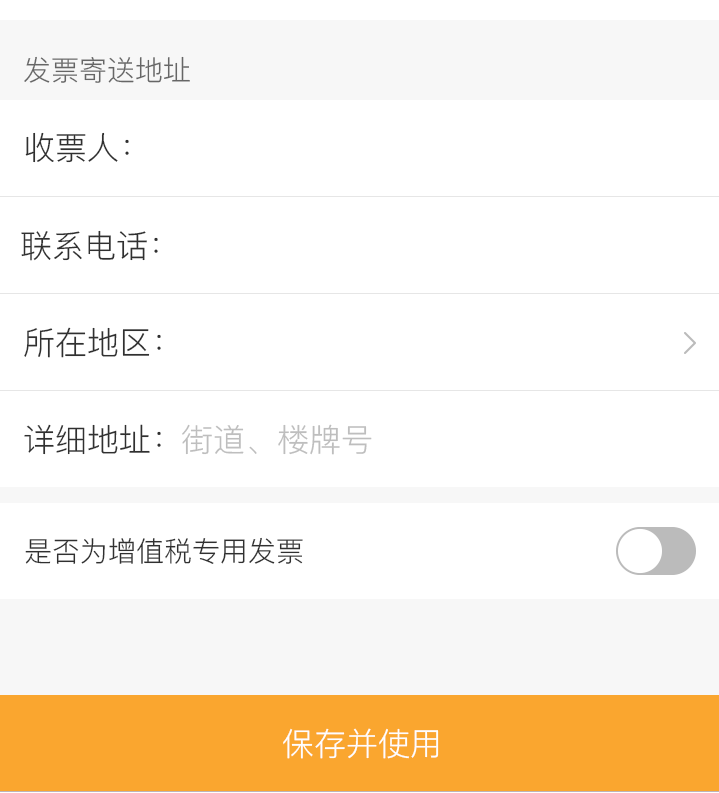 发票寄送地址
收票人：
联系电话：
所在地区：
详细地址：街道、楼牌号
是否为增值税专用发票
保存并使用